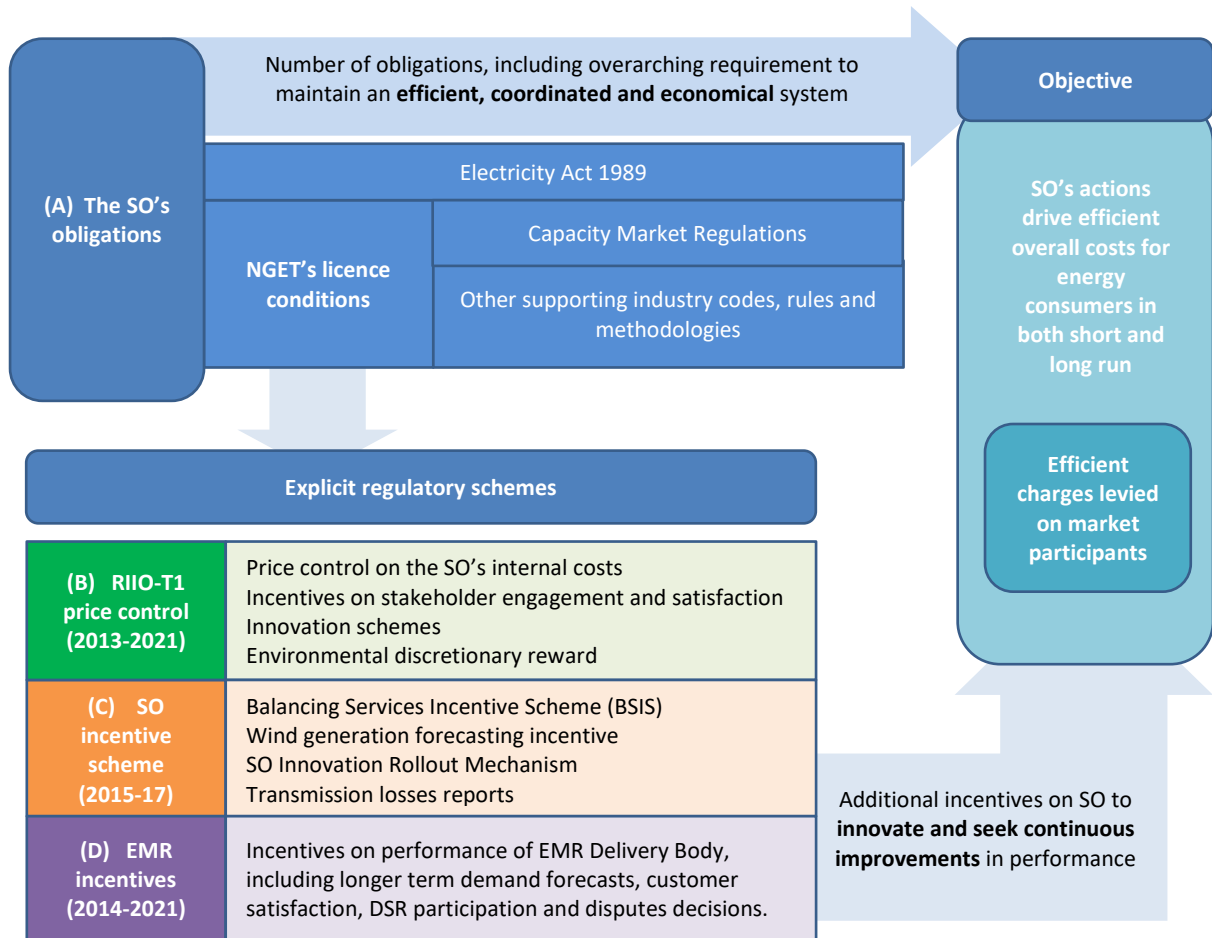 Number of obligations, including overarching requirement to
maintain an efficient, coordinated and economical system
Objective
(A) The SO's
obligations
Electricity Act 1989
NGET's licence
conditions
Capacity Market Regulations
Other supporting industry codes, rules and
methodologies
SO's actions
drive efficient
overall costs for
energy
consumers in
both short and
long run
Efficient
charges levied
on market
participants
Explicit regulatory schemes
(B) RIIO-T1
price control
(2013-2021)
Price control on the SO's internal costs
Incentives on stakeholder engagement and satisfaction
Innovation schemes
Environmental discretionary reward
(C) SO
incentive
scheme
(2015-17)
Balancing Services Incentive Scheme (BSIS)
Wind generation forecasting incentive
SO Innovation Rollout Mechanism
Transmission losses reports
(D) EMR
incentives
(2014-2021)
Incentives on performance of EMR Delivery Body,
including longer term demand forecasts, customer
satisfaction, DSR participation and disputes decisions.
Additional incentives on SO to
innovate and seek continuous
improvements in performance